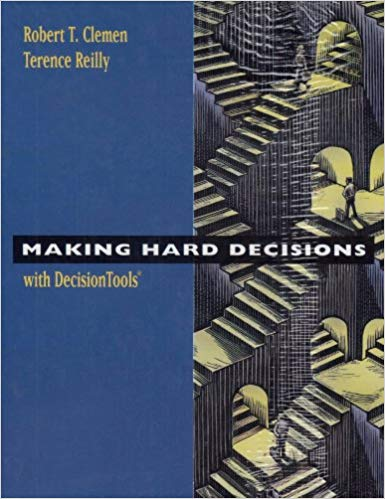 Robert T. Clemen
Terence Reilly
MAKING HARD DECISIONS
with DecisionTools®